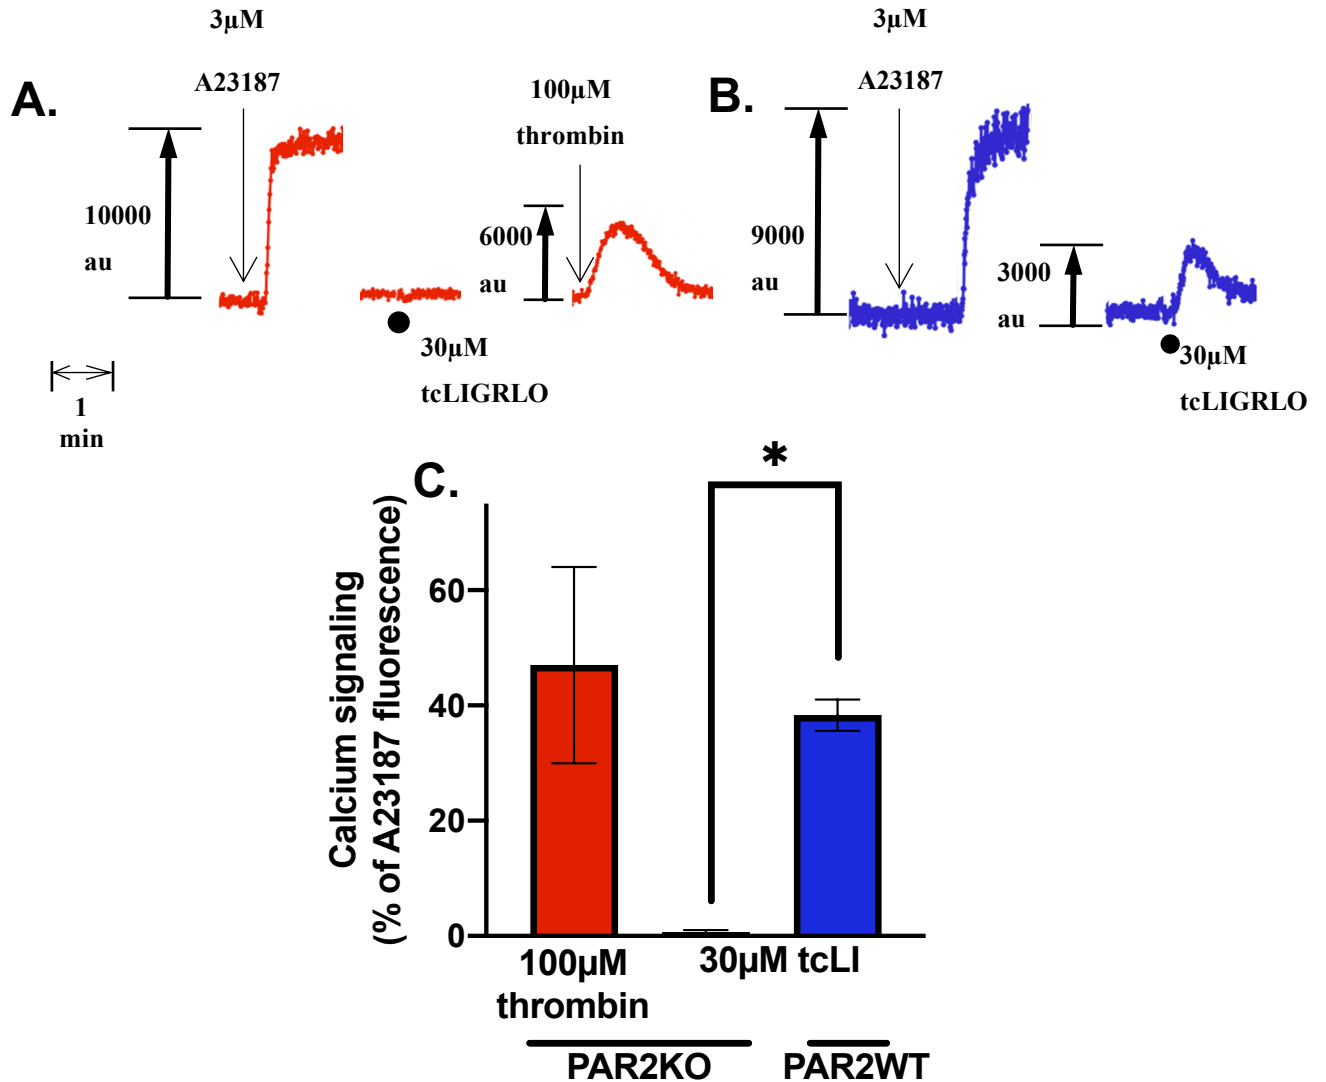 A.
3µM
A23187
10000
au
1
min
30µM
tcLIGRLO
100µM
thrombin
6000
au
B.
3µM
A23187
9000
au
3000
au
30µM
tcLIGRLO
C.
*
Calcium signaling
(% of A23187 fluorescence)
60
40
20
0
100µM
thrombin
30µM tcLI
PAR2KO
PAR2WT